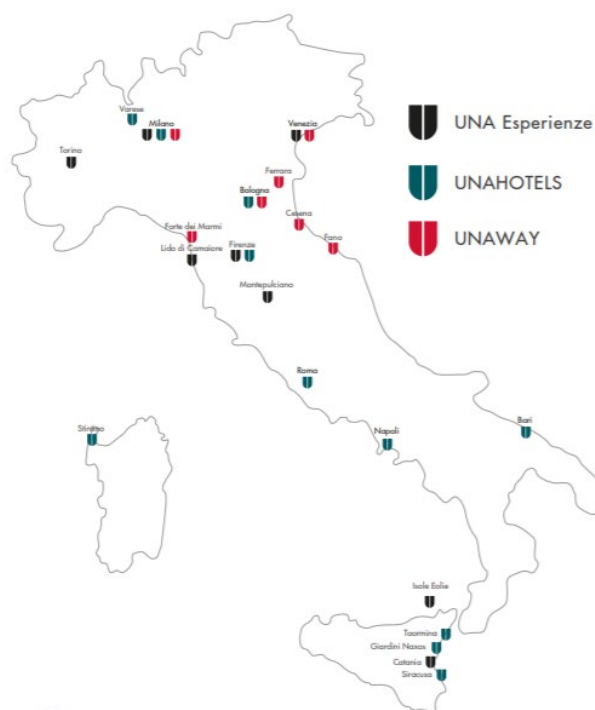 Varese
Milano
Torino
Venezia
Ferrara
Bologna
Cesena
Forte dei Marmi
Lido di Camaiore
Firenze
Fano
Montepulciano
Roma
Stintino
Napoli
Bari
Isole Eolie
Taormina
Giardini Naxos
Catania
Siracusa
UNA Esperienze
UNAHOTELS
UNAWAY